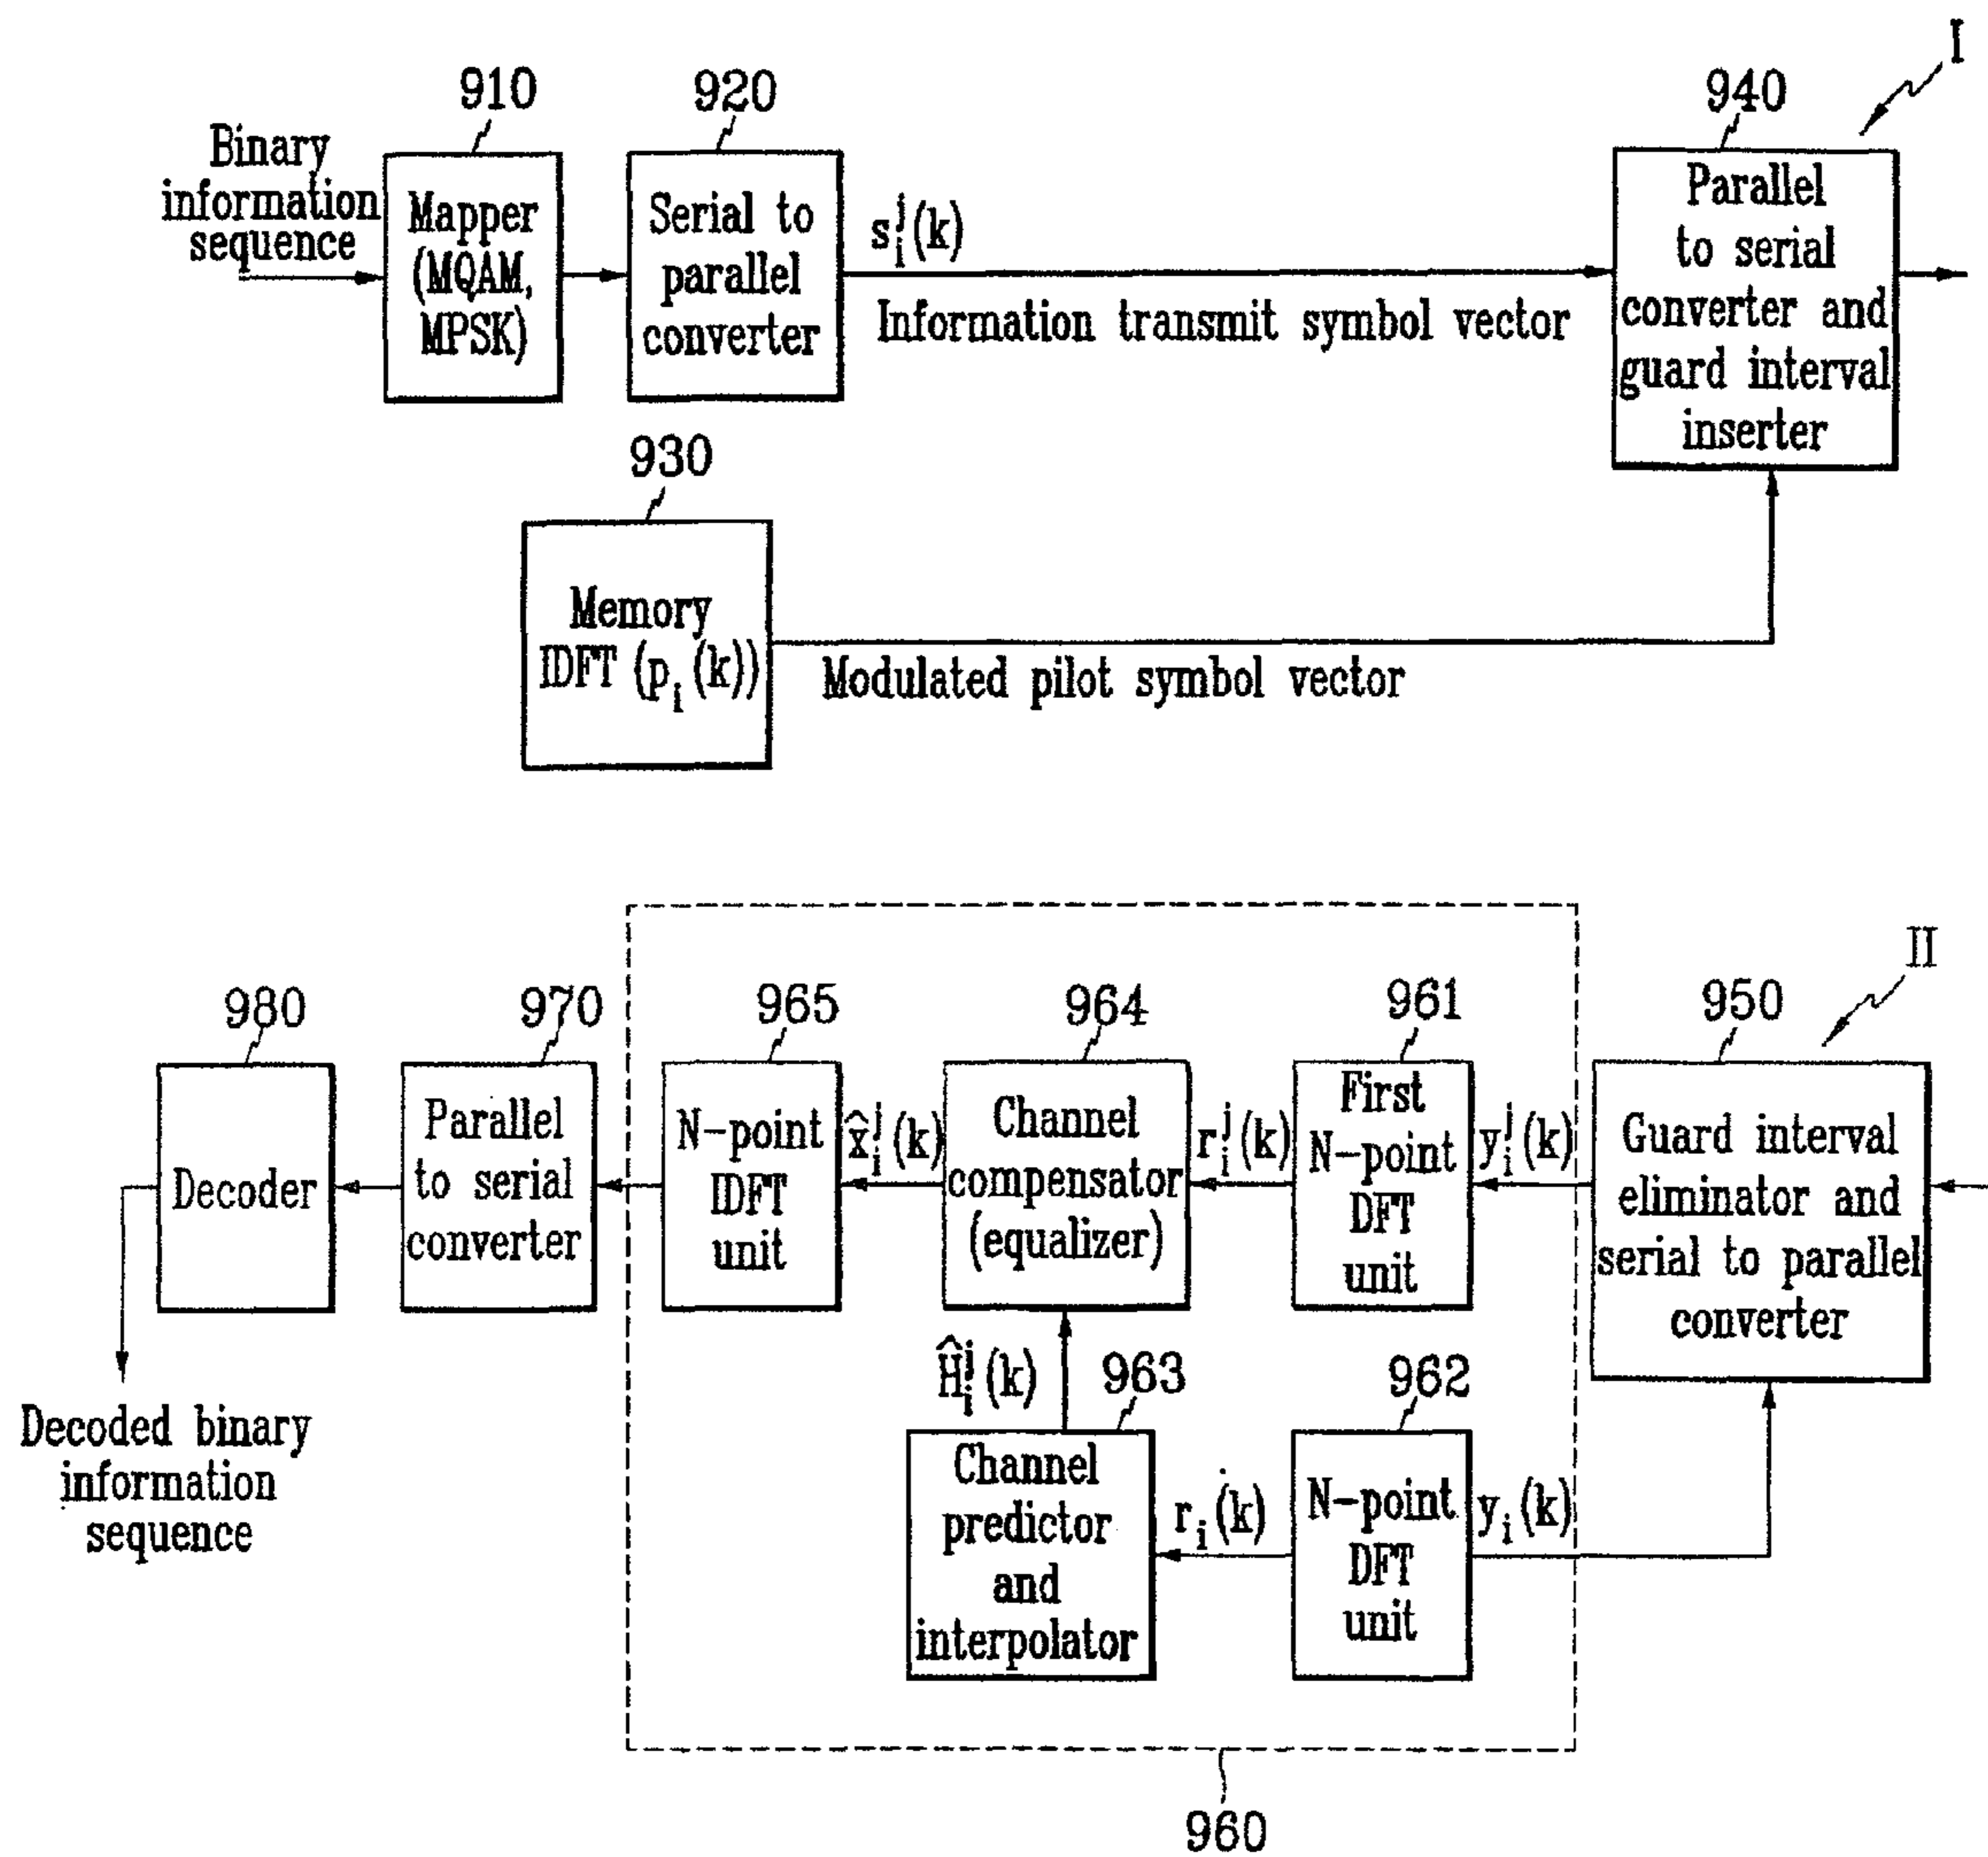 I
910
920
940
Binary
information
sequence
Mapper
(MQAM,
MPSK)
Serial to
parallel
converter
s_i^j(k)
Information transmit symbol vector
Parallel
to serial
converter and
guard interval
inserter
930
Memory
IDFT (p_i(k))
Modulated pilot symbol vector
II
980
970
965
964
961
950
Decoder
Parallel
to serial
converter
N-point
IDFT
unit
x̂_i^j(k)
Channel
compensator
(equalizer)
r_i^j(k)
First
N-point
DFT
unit
y_i^j(k)
Guard interval
eliminator and
serial to parallel
converter
Ĥ_i^j(k)
963
962
Decoded binary
information
sequence
Channel
predictor
and
interpolator
r_i(k)
N-point
DFT
unit
y_i(k)
960